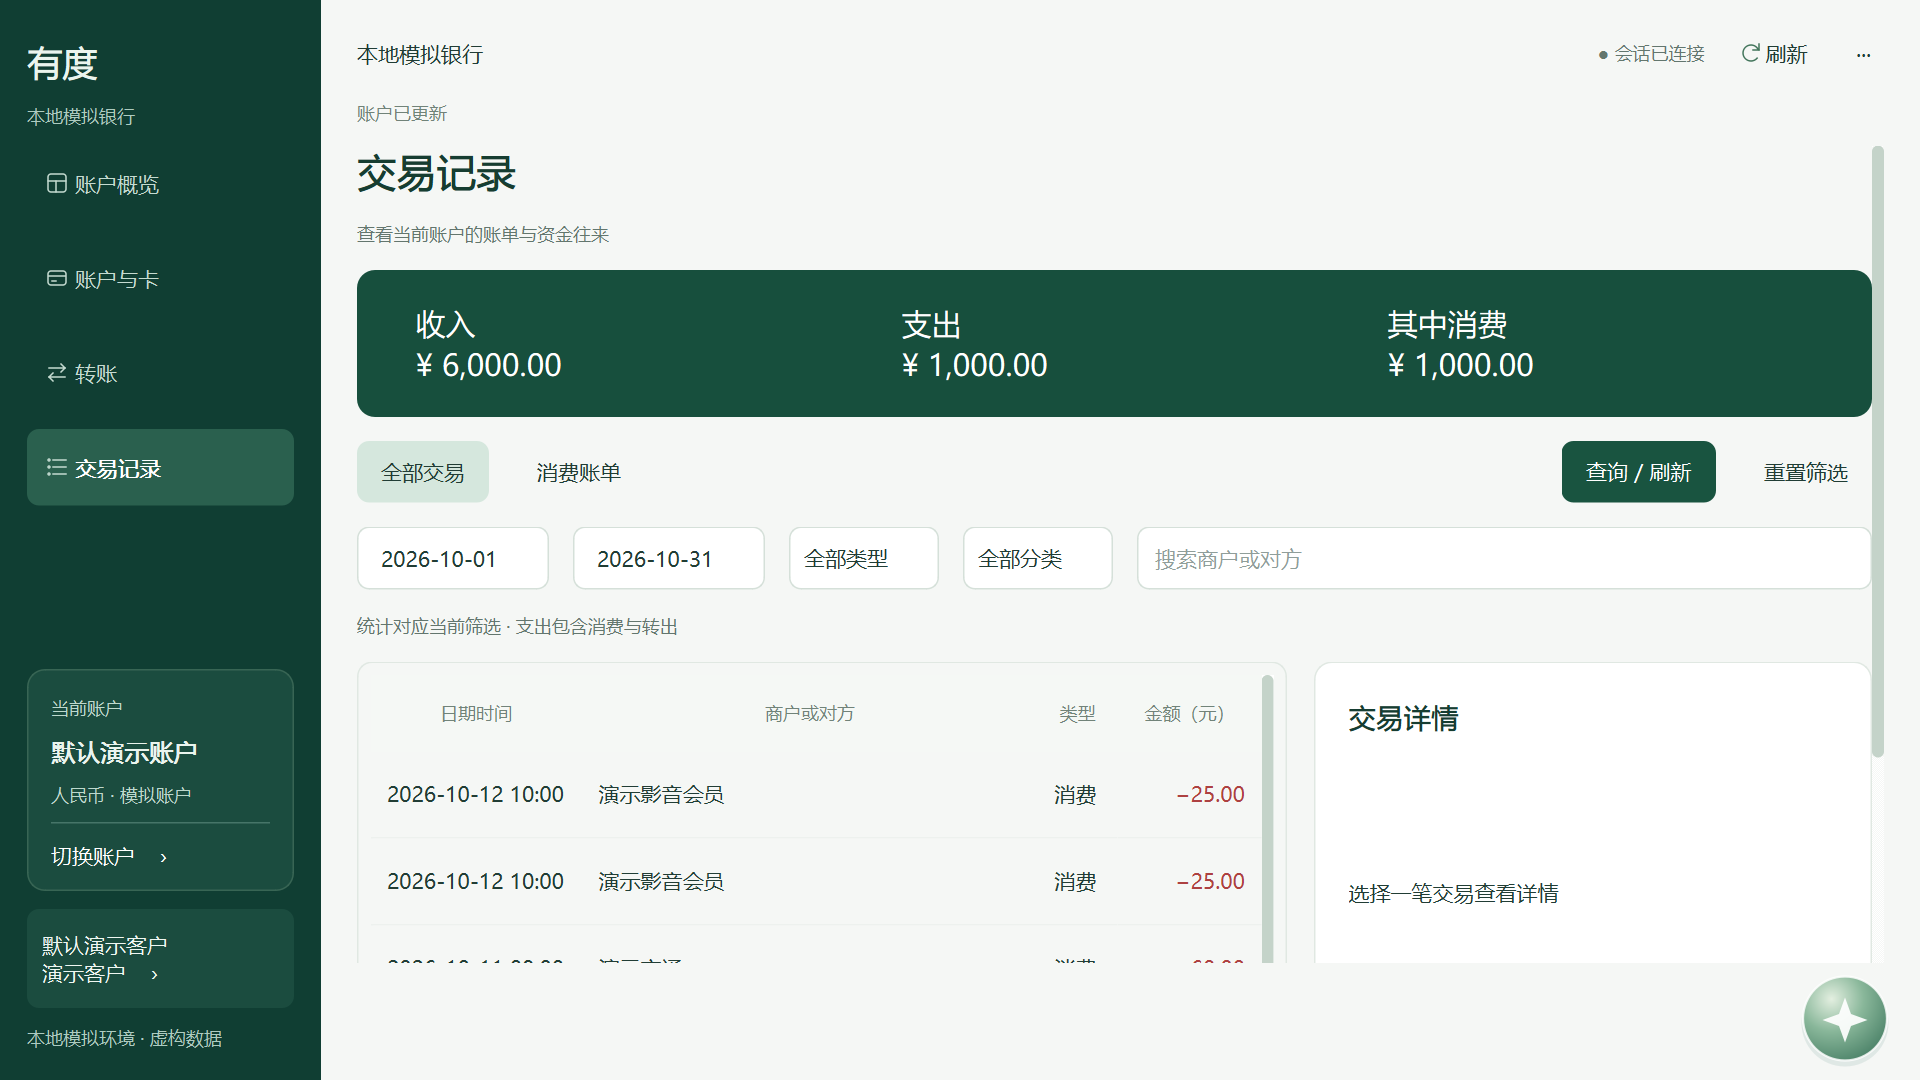 有度
本地模拟银行
账户概览
账户与卡
转账
交易记录
当前账户
默认演示账户
人民币 · 模拟账户
切换账户 ›
默认演示客户
演示客户 ›
本地模拟环境 · 虚构数据
本地模拟银行
● 会话已连接 刷新 ···
账户已更新
交易记录
查看当前账户的账单与资金往来
收入 支出 其中消费
¥ 6,000.00 ¥ 1,000.00 ¥ 1,000.00
全部交易 消费账单 查询 / 刷新 重置筛选
2026-10-01 2026-10-31 全部类型 全部分类 搜索商户或对方
统计对应当前筛选 · 支出包含消费与转出
日期时间 商户或对方 类型 金额（元）
2026-10-12 10:00 演示影音会员 消费 −25.00
2026-10-12 10:00 演示影音会员 消费 −25.00
交易详情
选择一笔交易查看详情